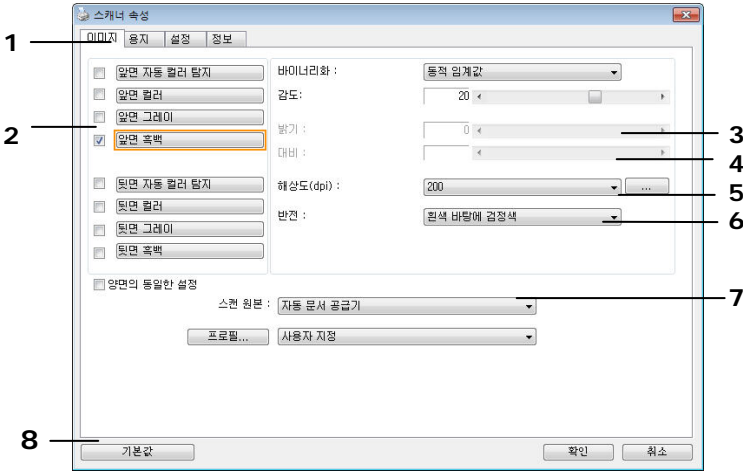 스캐너 속성
1
이미지 용지 설정 정보
2
앞면 자동 컬러 탐지
앞면 컬러
앞면 그레이
앞면 흑백
뒷면 자동 컬러 탐지
뒷면 컬러
뒷면 그레이
뒷면 흑백
바이너리화 : 동적 임계값
감도: 20
밝기 : 0
3
대비 :
4
해상도(dpi) : 200 ...
5
반전 : 흰색 바탕에 검정색
6
양면의 동일한 설정
스캔 원본 : 자동 문서 공급기
7
프로필... 사용자 지정
8
기본값 확인 취소